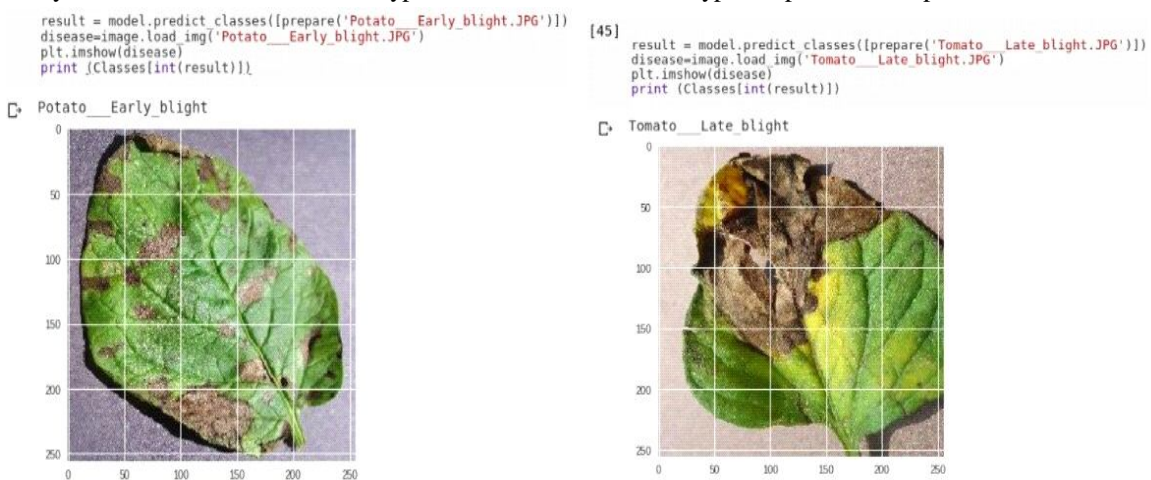 result = model.predict_classes([prepare('Potato___Early_blight.JPG')])
disease=image.load_img('Potato___Early_blight.JPG')
plt.imshow(disease)
print (Classes[int(result)])
Potato___Early_blight
0
50
100
150
200
250
0 50 100 150 200 250
[45]
result = model.predict_classes([prepare('Tomato___Late_blight.JPG')])
disease=image.load_img('Tomato___Late_blight.JPG')
plt.imshow(disease)
print (Classes[int(result)])
Tomato___Late_blight
0
50
100
150
200
250
0 50 100 150 200 250